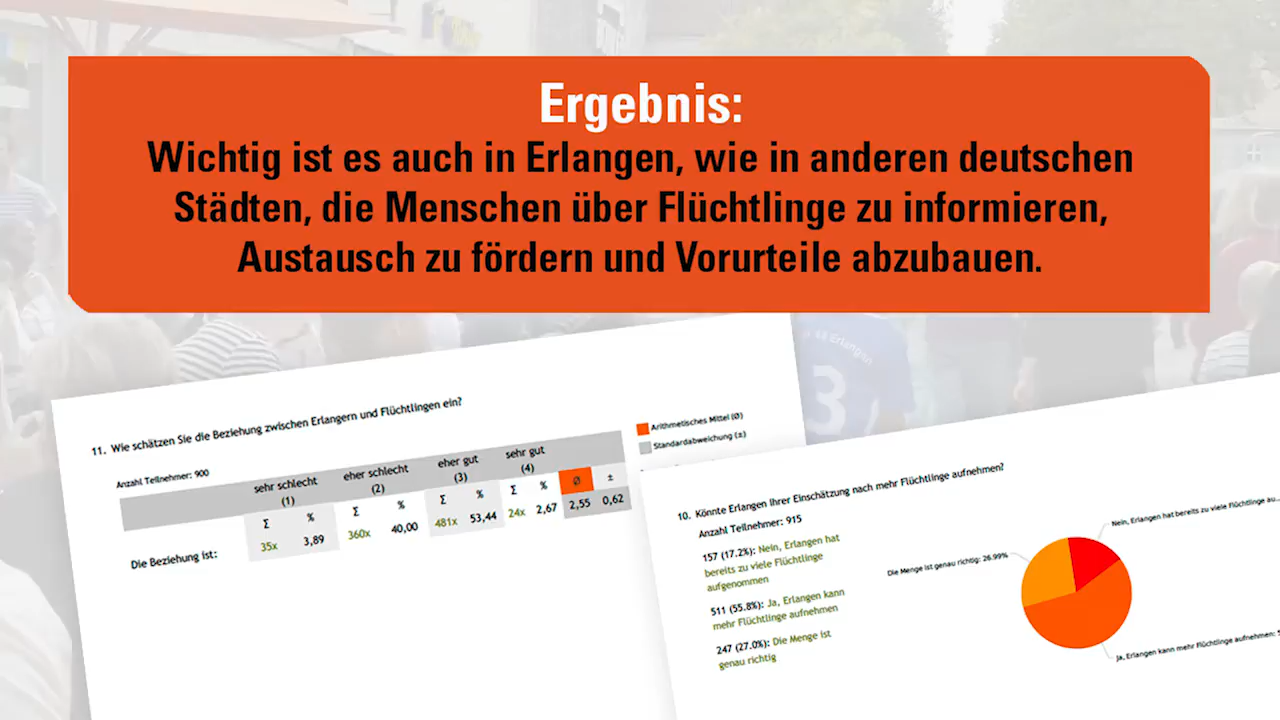 Ergebnis:
Wichtig ist es auch in Erlangen, wie in anderen deutschen
Städten, die Menschen über Flüchtlinge zu informieren,
Austausch zu fördern und Vorurteile abzubauen.
11. Wie schätzen Sie die Beziehung zwischen Erlangern und Flüchtlingen ein?
Anzahl Teilnehmer: 900
sehr schlecht (1) eher schlecht (2) eher gut (3) sehr gut (4)
Σ % Σ % Σ % Σ % Ø ±
Die Beziehung ist: 35x 3,89 360x 40,00 481x 53,44 24x 2,67 2,55 0,62
Arithmetisches Mittel (Ø)
Standardabweichung (±)
Erlangen
3
10. Könnte Erlangen Ihrer Einschätzung nach mehr Flüchtlinge aufnehmen?
Anzahl Teilnehmer: 915
157 (17.2%): Nein, Erlangen hat
bereits zu viele Flüchtlinge
aufgenommen
511 (55.8%): Ja, Erlangen kann
mehr Flüchtlinge aufnehmen
247 (27.0%): Die Menge ist
genau richtig
Nein, Erlangen hat bereits zu viele Flüchtlinge au...
Die Menge ist genau richtig: 26.99%
Ja, Erlangen kann mehr Flüchtlinge aufnehmen: